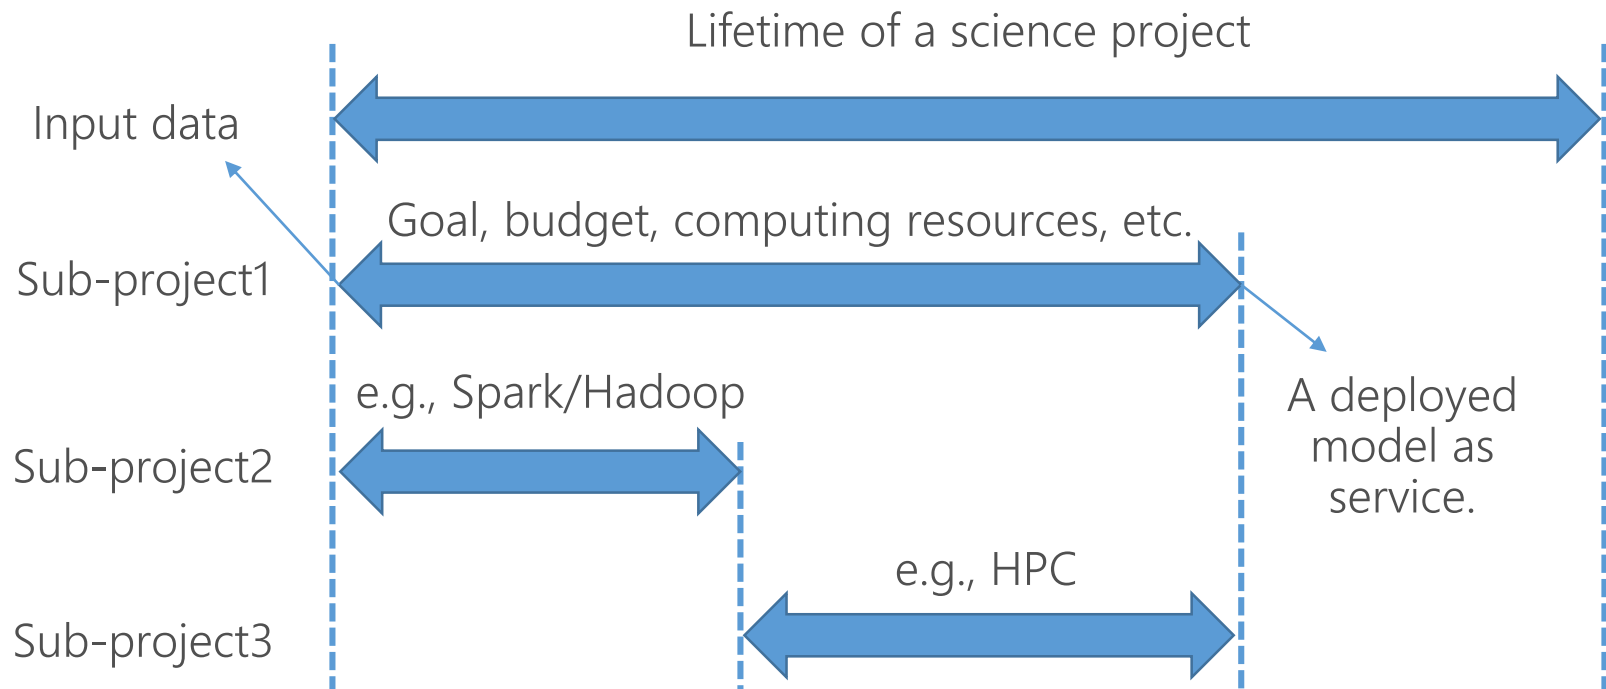 Lifetime of a science project
Input data
Goal, budget, computing resources, etc.
Sub-project1
e.g., Spark/Hadoop
A deployed
model as
service.
Sub-project2
e.g., HPC
Sub-project3